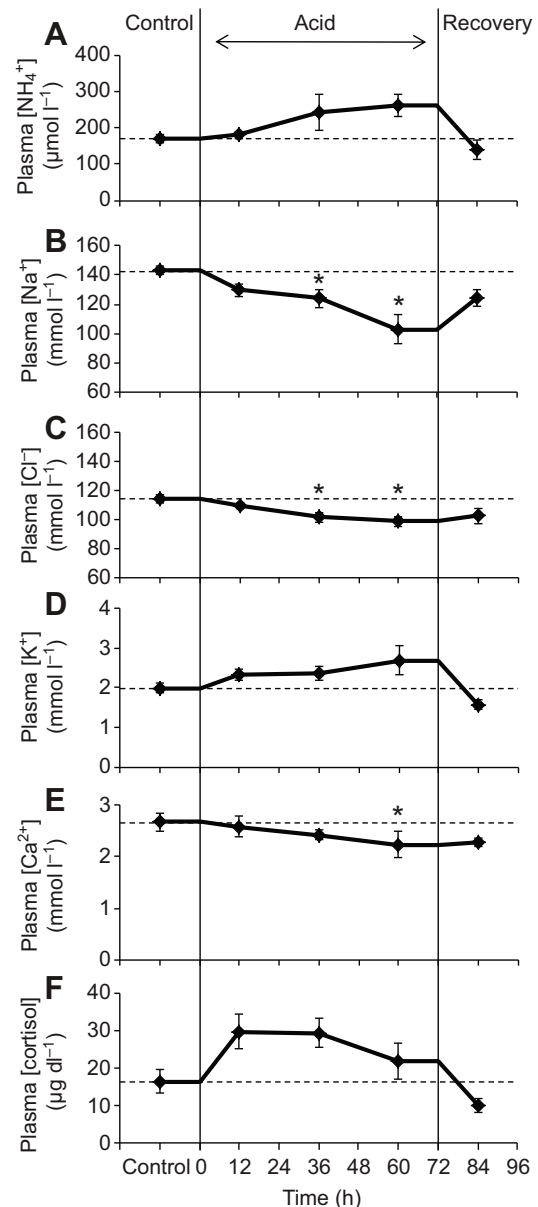 Control Acid Recovery
A
Plasma [NH₄⁺]
(µmol l⁻¹)
400
300
200
100
0
B
Plasma [Na⁺]
(mmol l⁻¹)
160
140
120
100
80
60
* *
C
Plasma [Cl⁻]
(mmol l⁻¹)
160
140
120
100
80
60
* *
D
Plasma [K⁺]
(mmol l⁻¹)
4
3
2
1
0
E
Plasma [Ca²⁺]
(mmol l⁻¹)
3
2
1
0
*
F
Plasma [cortisol]
(µg dl⁻¹)
40
30
20
10
0
Control 0 12 24 36 48 60 72 84 96
Time (h)